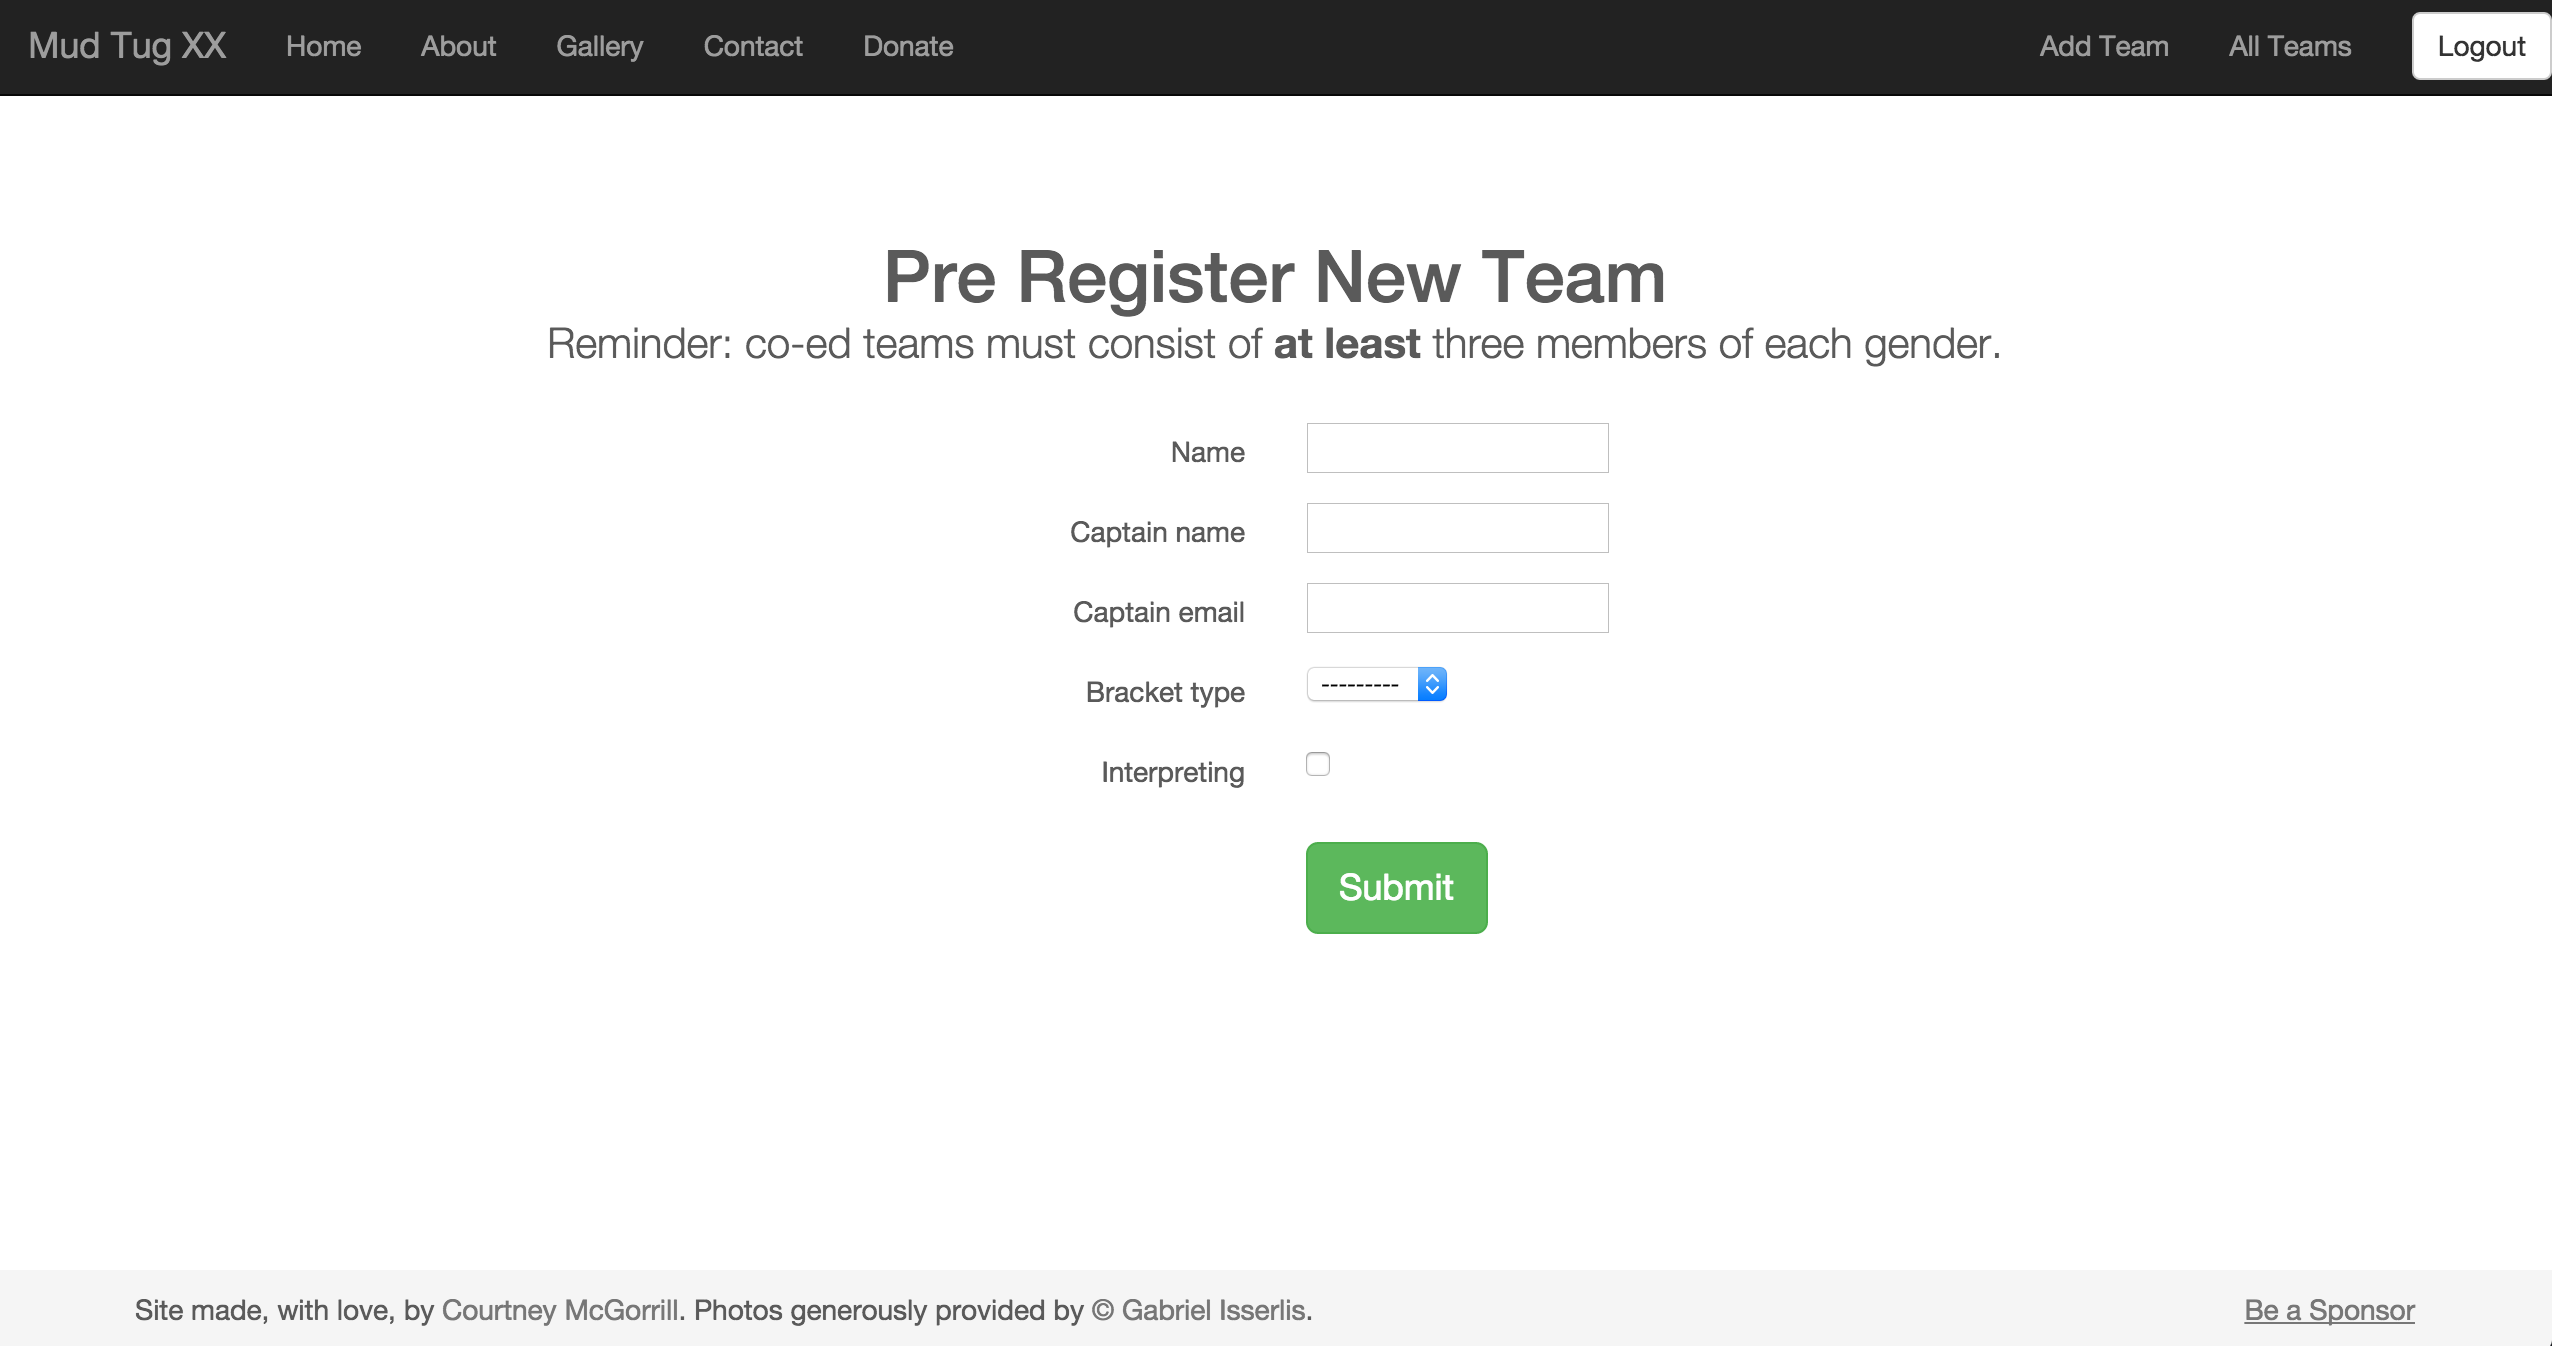 Mud Tug XX Home About Gallery Contact Donate Add Team All Teams Logout
Pre Register New Team
Reminder: co-ed teams must consist of at least three members of each gender.
Name
Captain name
Captain email
Bracket type ---------
Interpreting
Submit
Site made, with love, by Courtney McGorrill. Photos generously provided by © Gabriel Isserlis. Be a Sponsor